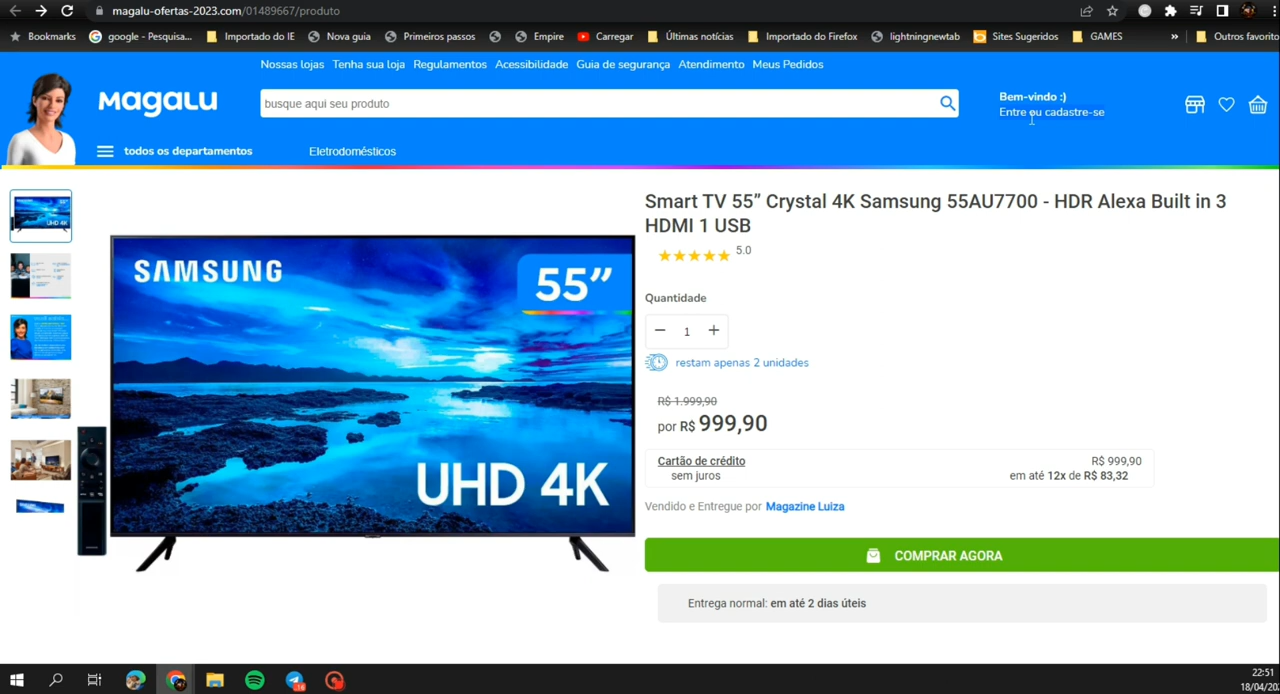 magalu-ofertas-2023.com/01489667/produto
Bookmarks
google - Pesquisa...
Importado do IE
Nova guia
Primeiros passos
Empire
Carregar
Últimas notícias
Importado do Firefox
lightningnewtab
Sites Sugeridos
GAMES
»
Outros favorito
Nossas lojas Tenha sua loja Regulamentos Acessibilidade Guia de segurança Atendimento Meus Pedidos
MagaLu
busque aqui seu produto
Bem-vindo :)
Entre ou cadastre-se
todos os departamentos
Eletrodomésticos
SAMSUNG
55”
UHD 4K
Smart TV 55” Crystal 4K Samsung 55AU7700 - HDR Alexa Built in 3
HDMI 1 USB
5.0
Quantidade
− 1 +
restam apenas 2 unidades
R$ 1.999,90
por R$ 999,90
Cartão de crédito R$ 999,90
sem juros em até 12x de R$ 83,32
Vendido e Entregue por Magazine Luiza
COMPRAR AGORA
Entrega normal: em até 2 dias úteis
22:51
18/04/202